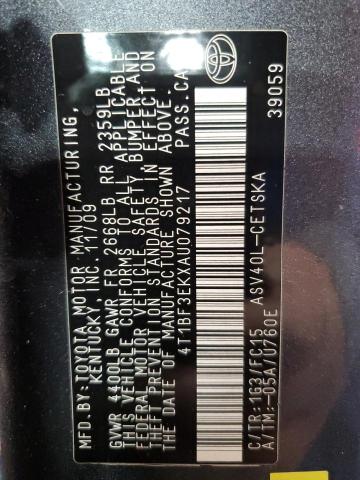 MFD. BY TOYOTA MOTOR MANUFACTURING,
KENTUCKY, INC. 11/09
GVWR 4400LB GAWR FR 2668LB RR 2359LB
THIS VEHICLE CONFORMS TO ALL APPLICABLE
FEDERAL MOTOR VEHICLE SAFETY BUMPER, AND
THEFT PREVENTION STANDARDS IN EFFECT ON
THE DATE OF MANUFACTURE SHOWN ABOVE.
4T1BF3EKXAU079217 PASS.CAR
C/TR:1G3/FC15 ASV40L-CETSKA
A/TM:-05A/U760E 39059